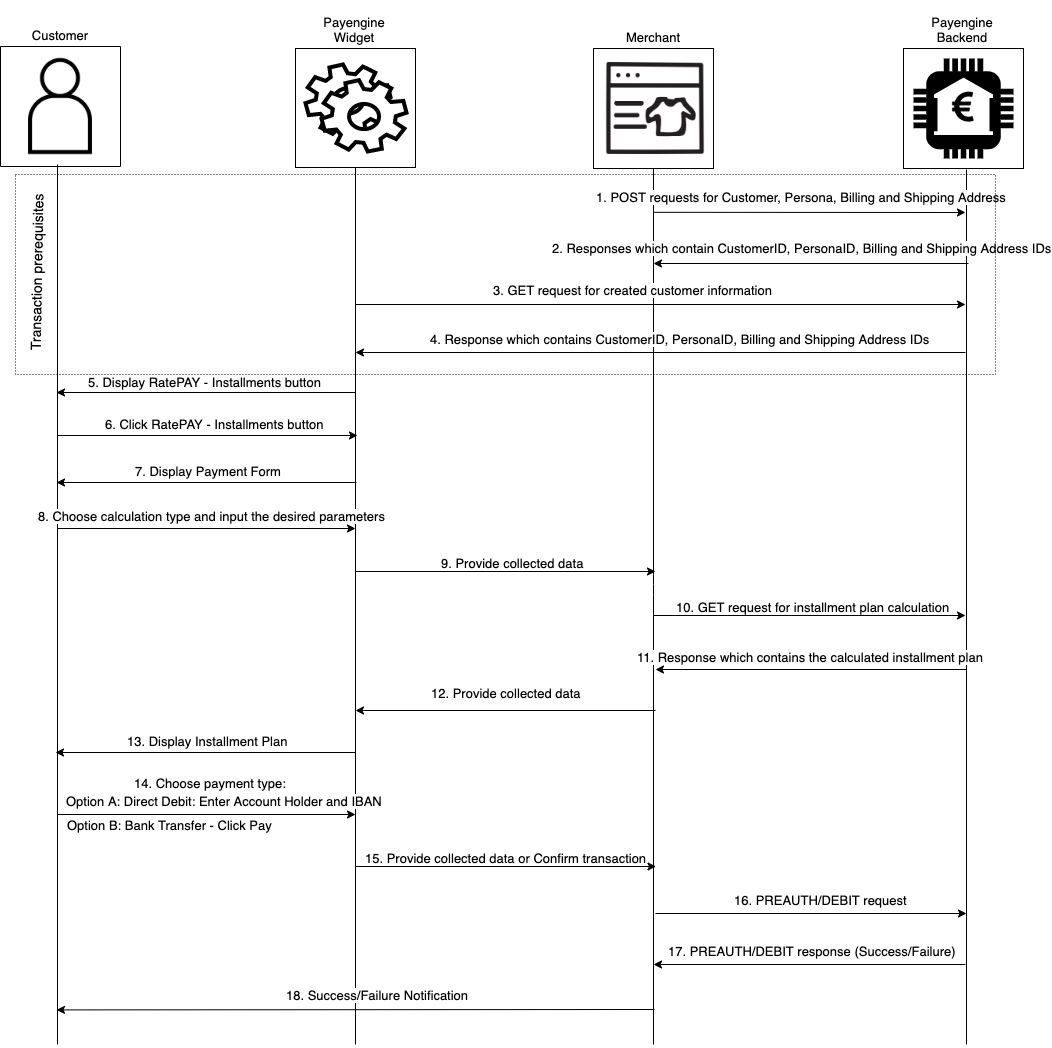 Customer
Payengine
Widget
Merchant
Payengine
Backend
€
Transaction prerequisites
1. POST requests for Customer, Persona, Billing and Shipping Address
2. Responses which contain CustomerID, PersonaID, Billing and Shipping Address IDs
3. GET request for created customer information
4. Response which contains CustomerID, PersonaID, Billing and Shipping Address IDs
5. Display RatePAY - Installments button
6. Click RatePAY - Installments button
7. Display Payment Form
8. Choose calculation type and input the desired parameters
9. Provide collected data
10. GET request for installment plan calculation
11. Response which contains the calculated installment plan
12. Provide collected data
13. Display Installment Plan
14. Choose payment type:
Option A: Direct Debit: Enter Account Holder and IBAN
Option B: Bank Transfer - Click Pay
15. Provide collected data or Confirm transaction
16. PREAUTH/DEBIT request
17. PREAUTH/DEBIT response (Success/Failure)
18. Success/Failure Notification